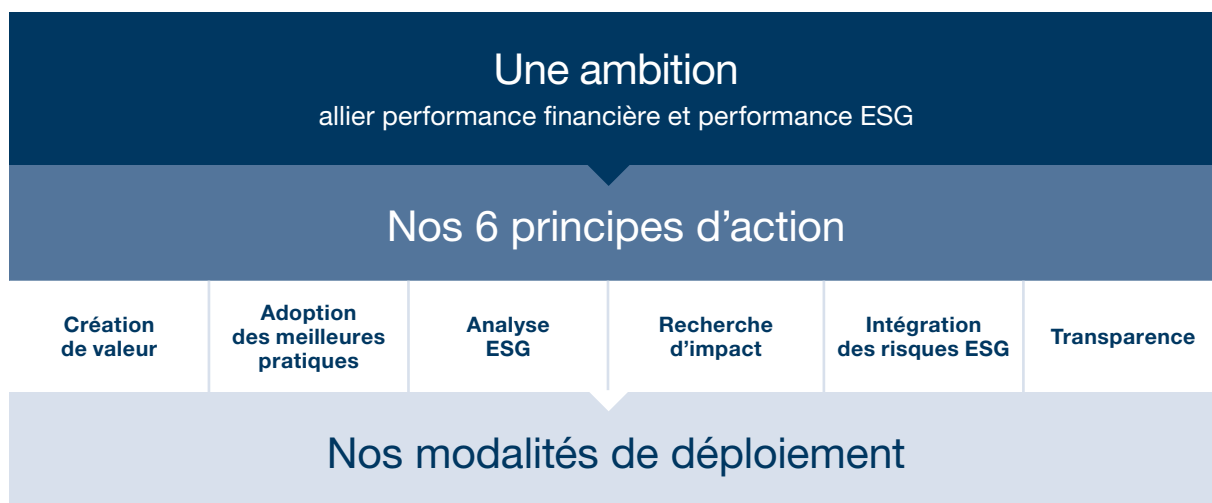 Une ambition
allier performance financière et performance ESG
Nos 6 principes d’action
Création
de valeur
Adoption
des meilleures
pratiques
Analyse
ESG
Recherche
d’impact
Intégration
des risques ESG
Transparence
Nos modalités de déploiement